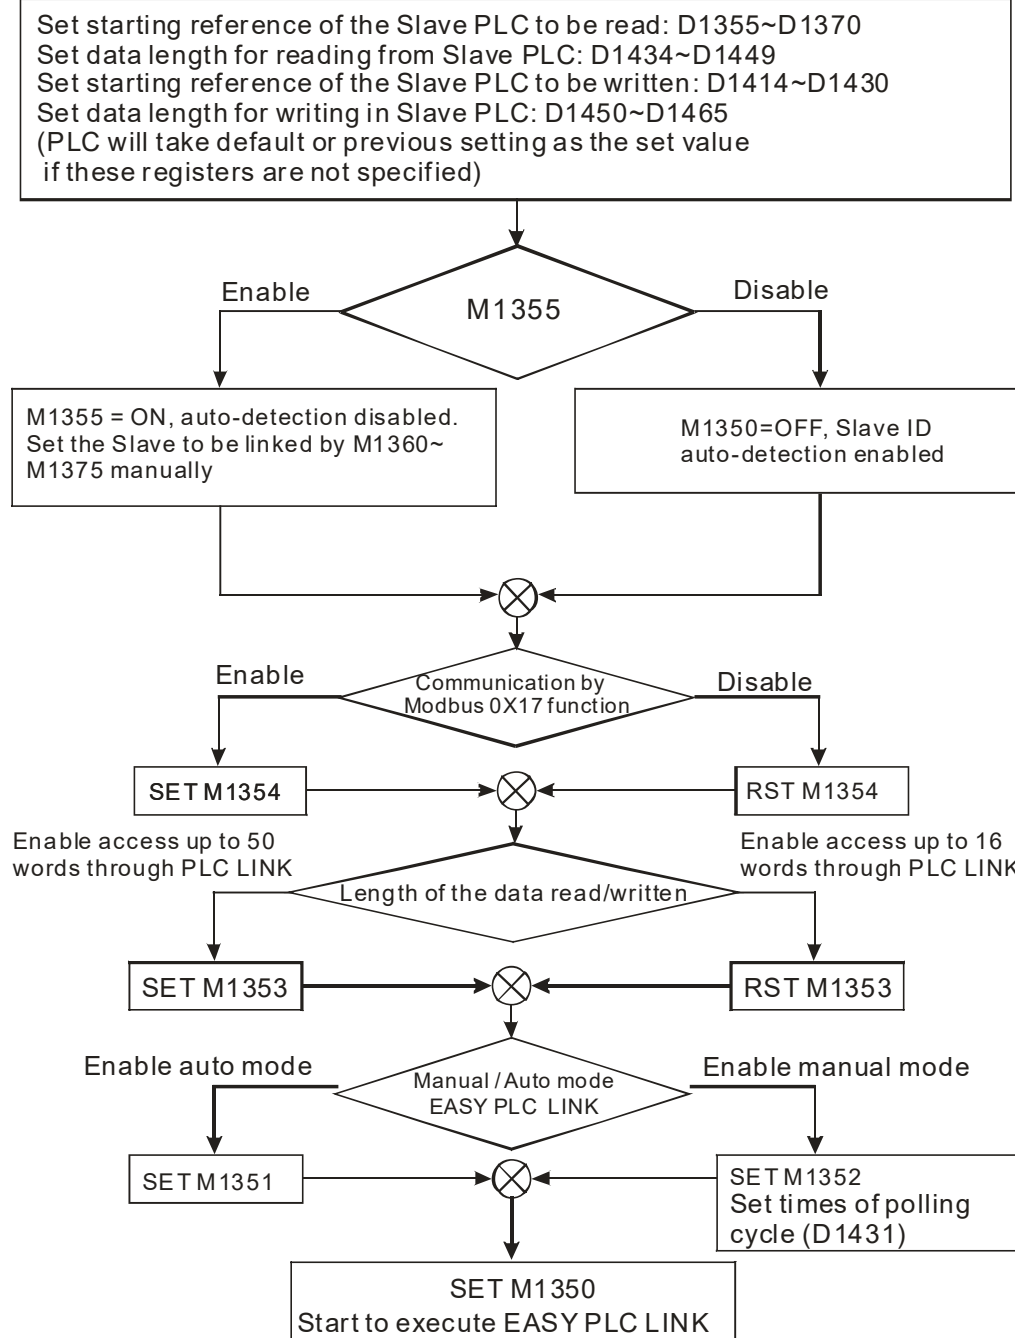 Set starting reference of the Slave PLC to be read: D1355~D1370
Set data length for reading from Slave PLC: D1434~D1449
Set starting reference of the Slave PLC to be written: D1414~D1430
Set data length for writing in Slave PLC: D1450~D1465
(PLC will take default or previous setting as the set value
if these registers are not specified)
Enable
M1355
Disable
M1355 = ON, auto-detection disabled.
Set the Slave to be linked by M1360~
M1375 manually
M1350=OFF, Slave ID
auto-detection enabled
Enable
Communication by
Modbus 0X17 function
Disable
SET M1354
RST M1354
Enable access up to 50
words through PLC LINK
Enable access up to 16
words through PLC LINK
Length of the data read/written
SET M1353
RST M1353
Enable auto mode
Manual / Auto mode
EASY PLC LINK
Enable manual mode
SET M1351
SET M1352
Set times of polling
cycle (D1431)
SET M1350
Start to execute EASY PLC LINK